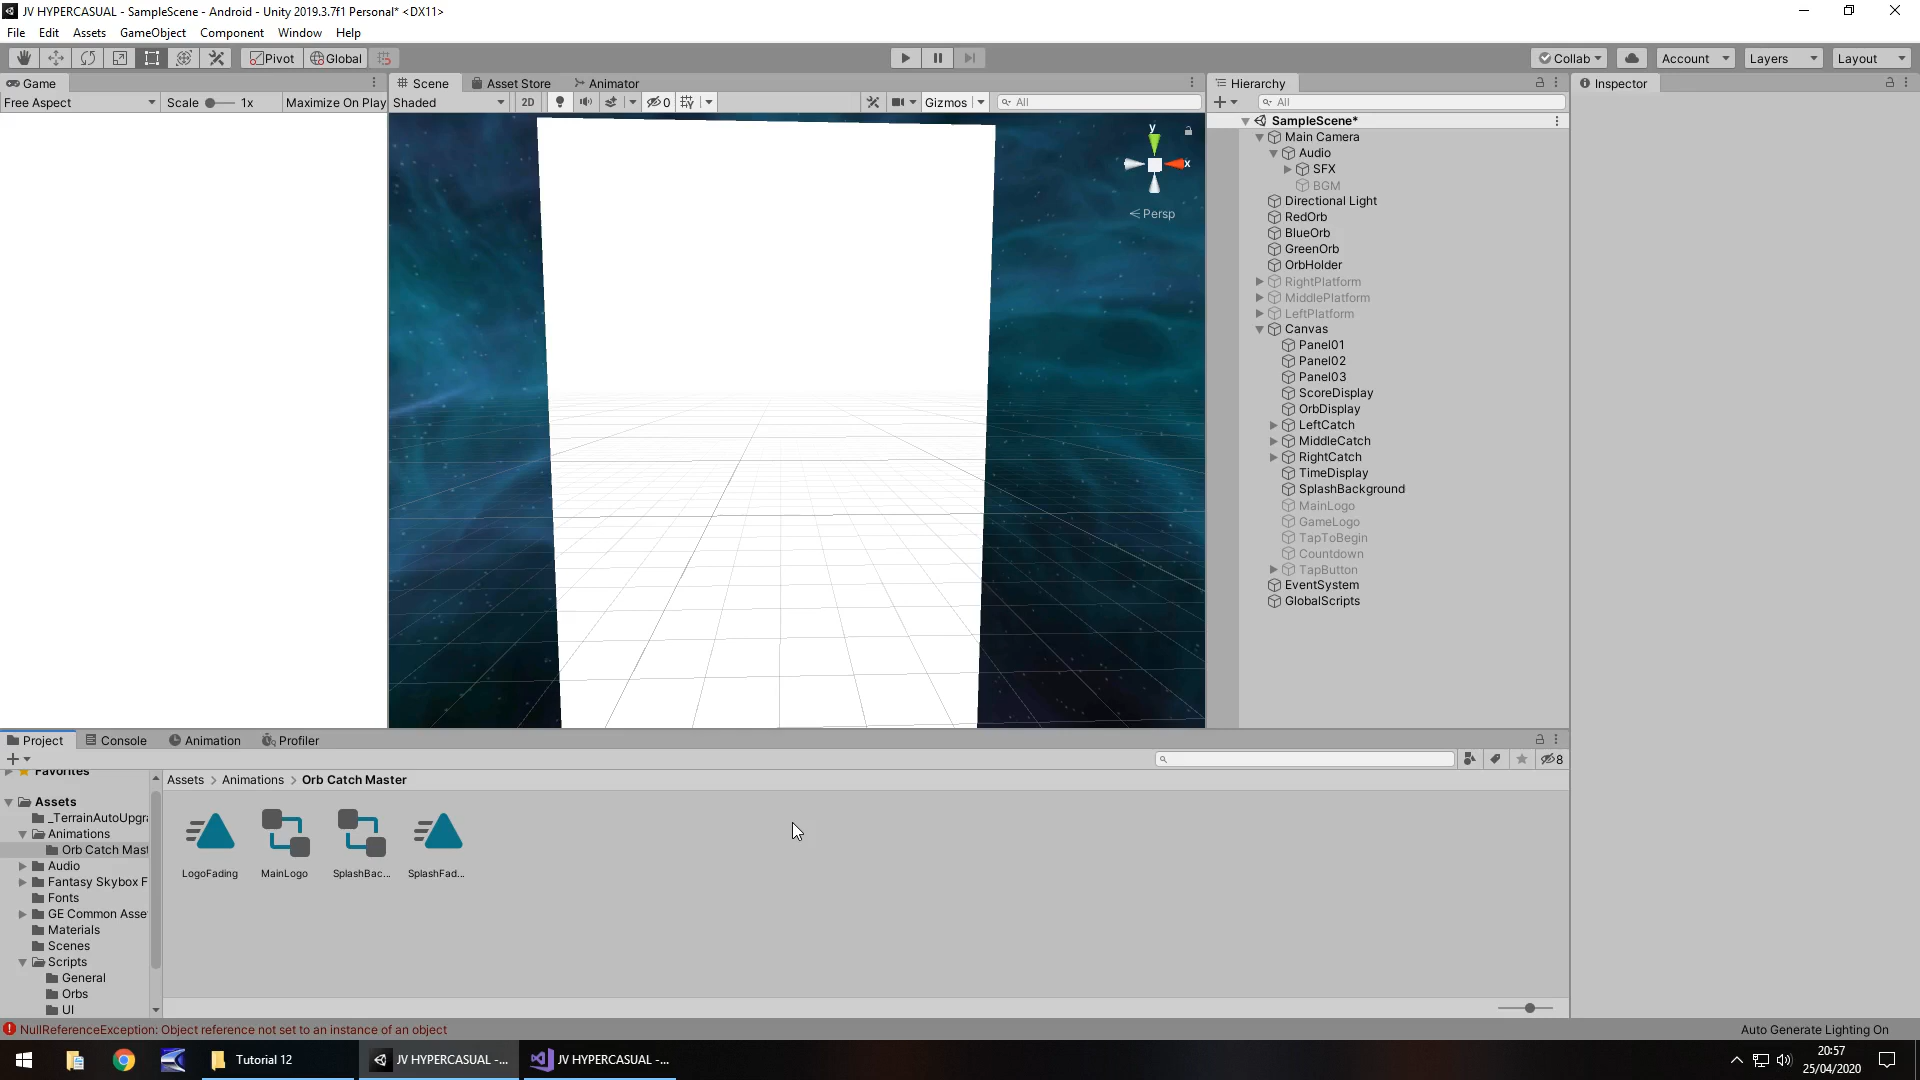 JV HYPERCASUAL - SampleScene - Android - Unity 2019.3.7f1 Personal* <DX11>
File Edit Assets GameObject Component Window Help
Pivot Global Collab Account Layers Layout
Game Scene Asset Store Animator Hierarchy Inspector
Free Aspect Scale 1x Maximize On Play Shaded 2D 0 Gizmos All All
SampleScene*
Main Camera
Audio
SFX
BGM
Directional Light
RedOrb
BlueOrb
GreenOrb
OrbHolder
RightPlatform
MiddlePlatform
LeftPlatform
Canvas
Panel01
Panel02
Panel03
ScoreDisplay
OrbDisplay
LeftCatch
MiddleCatch
RightCatch
TimeDisplay
SplashBackground
MainLogo
GameLogo
TapToBegin
Countdown
TapButton
EventSystem
GlobalScripts
y
x
Persp
Project Console Animation Profiler
8
Favorites
Assets
_TerrainAutoUpgra
Animations
Orb Catch Mast
Audio
Fantasy Skybox F
Fonts
GE Common Asse
Materials
Scenes
Scripts
General
Orbs
UI
Assets > Animations > Orb Catch Master
LogoFading MainLogo SplashBac... SplashFad...
NullReferenceException: Object reference not set to an instance of an object
Auto Generate Lighting On
Tutorial 12 JV HYPERCASUAL -... JV HYPERCASUAL -...
20:57
25/04/2020